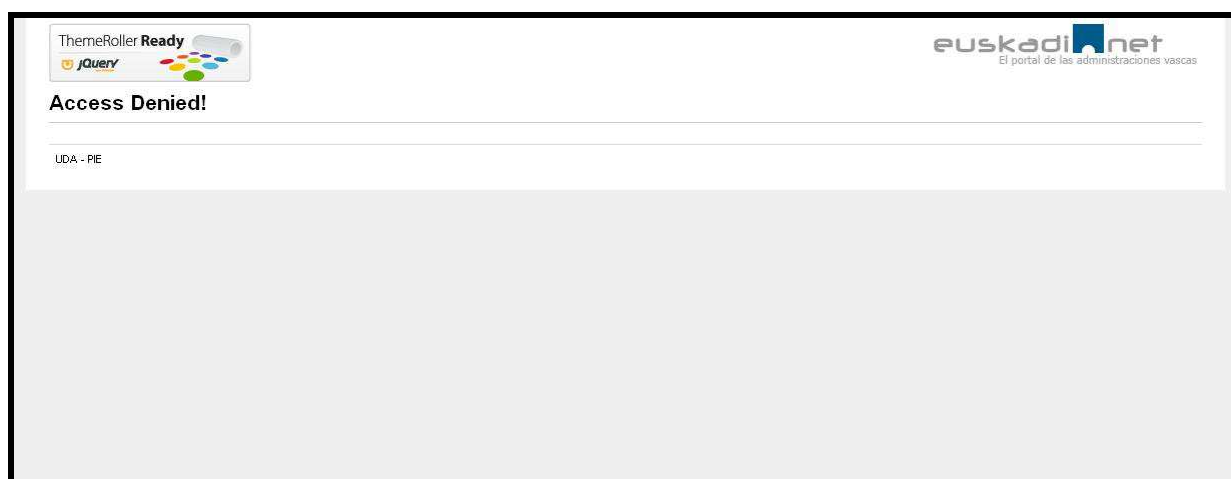 ThemeRoller Ready
jQuery
euskadi.net
El portal de las administraciones vascas
Access Denied!
UDA - PIE